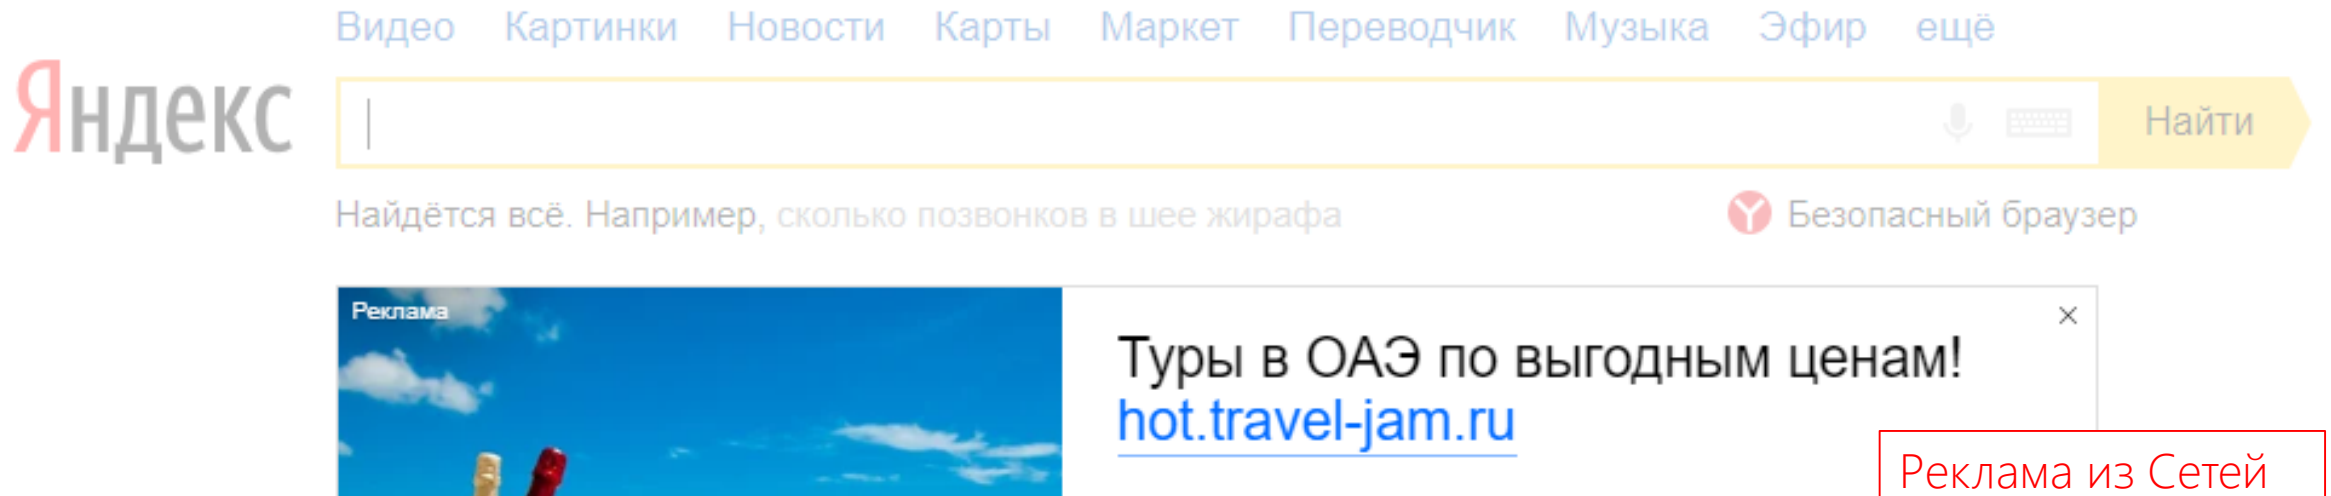 Видео Картинки Новости Карты Маркет Переводчик Музыка Эфир ещё
Яндекс
Найти
Найдётся всё. Например, сколько позвонков в шее жирафа
Безопасный браузер
Реклама
Туры в ОАЭ по выгодным ценам!
hot.travel-jam.ru
Реклама из Сетей